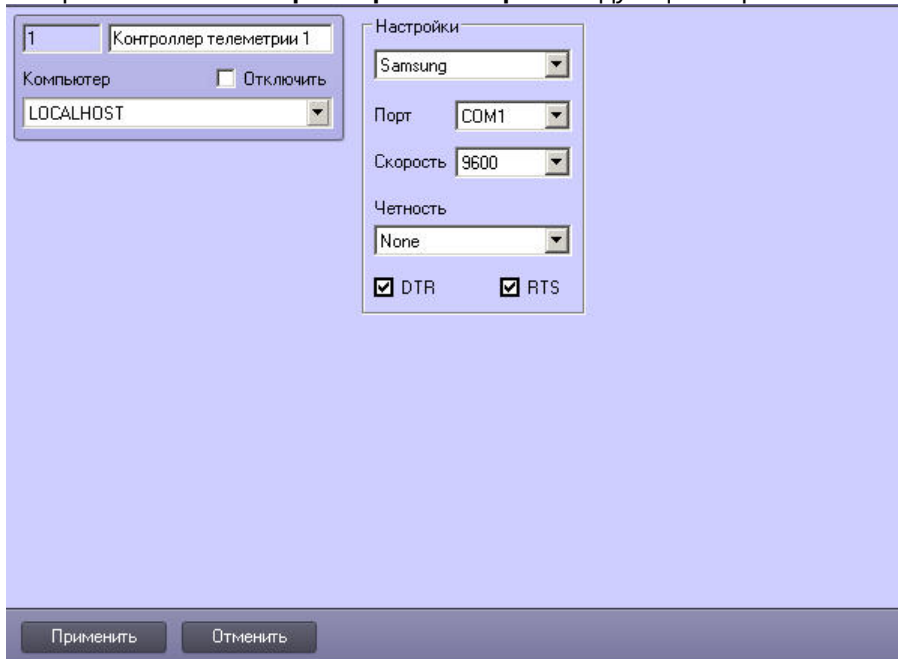 1 Контроллер телеметрии 1
Компьютер Отключить
LOCALHOST
Настройки
Samsung
Порт COM1
Скорость 9600
Четность
None
DTR RTS
Применить Отменить